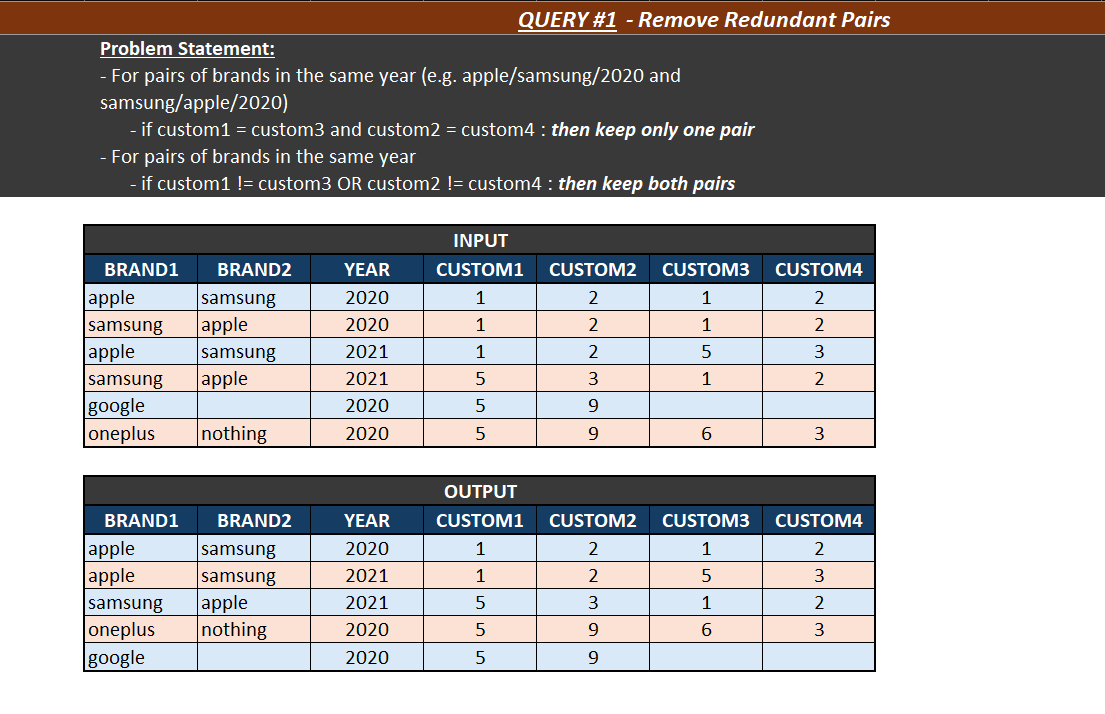 QUERY #1 - Remove Redundant Pairs
Problem Statement:
- For pairs of brands in the same year (e.g. apple/samsung/2020 and
samsung/apple/2020)
- if custom1 = custom3 and custom2 = custom4 : then keep only one pair
- For pairs of brands in the same year
- if custom1 != custom3 OR custom2 != custom4 : then keep both pairs
INPUT
BRAND1 BRAND2 YEAR CUSTOM1 CUSTOM2 CUSTOM3 CUSTOM4
apple samsung 2020 1 2 1 2
samsung apple 2020 1 2 1 2
apple samsung 2021 1 2 5 3
samsung apple 2021 5 3 1 2
google 2020 5 9
oneplus nothing 2020 5 9 6 3
OUTPUT
BRAND1 BRAND2 YEAR CUSTOM1 CUSTOM2 CUSTOM3 CUSTOM4
apple samsung 2020 1 2 1 2
apple samsung 2021 1 2 5 3
samsung apple 2021 5 3 1 2
oneplus nothing 2020 5 9 6 3
google 2020 5 9